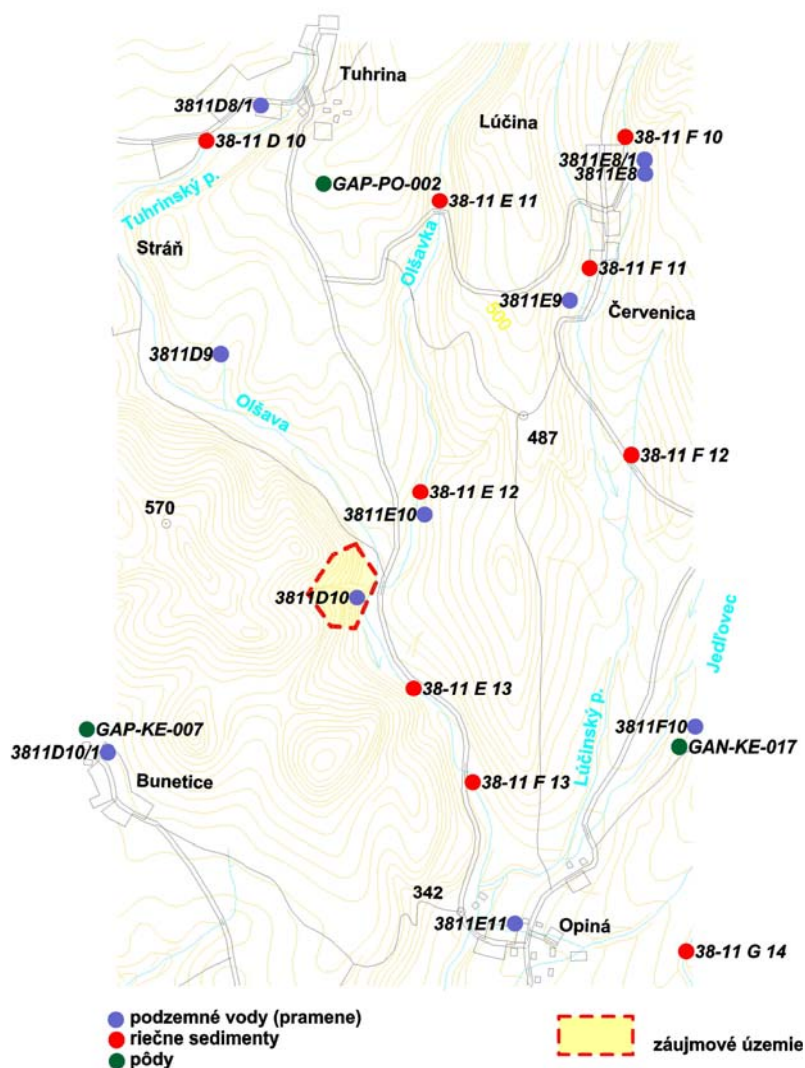 Tuhrina
3811D8/1
38-11 D 10
Lúčina
38-11 F 10
3811E8/1
3811E8
GAP-PO-002
38-11 E 11
Tuhrinský p.
Stráň
Olšavka
38-11 F 11
3811E9
500
Červenica
3811D9
Olšava
487
38-11 F 12
38-11 E 12
3811E10
570
3811D10
Jedľovec
38-11 E 13
GAP-KE-007
3811D10/1
Bunetice
Lúčinský p.
3811F10
GAN-KE-017
38-11 F 13
342
3811E11
Opiná
38-11 G 14
podzemné vody (pramene)
riečne sedimenty
pôdy
záujmové územie